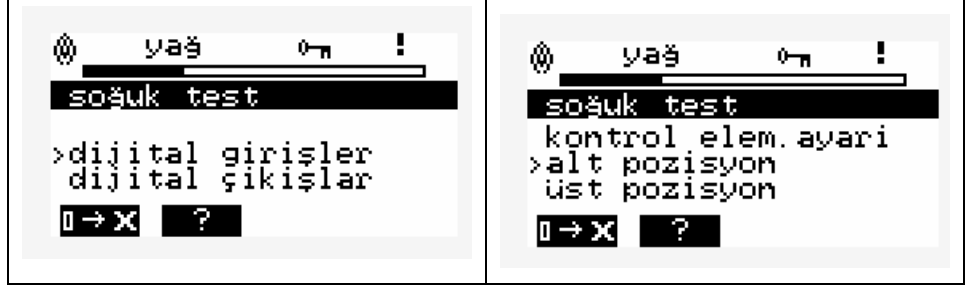 yağ !
soğuk test
>dijital girişler
dijital çikişlar
→ X ?
yağ !
soğuk test
kontrol elem.ayari
>alt pozisyon
üst pozisyon
→ X ?